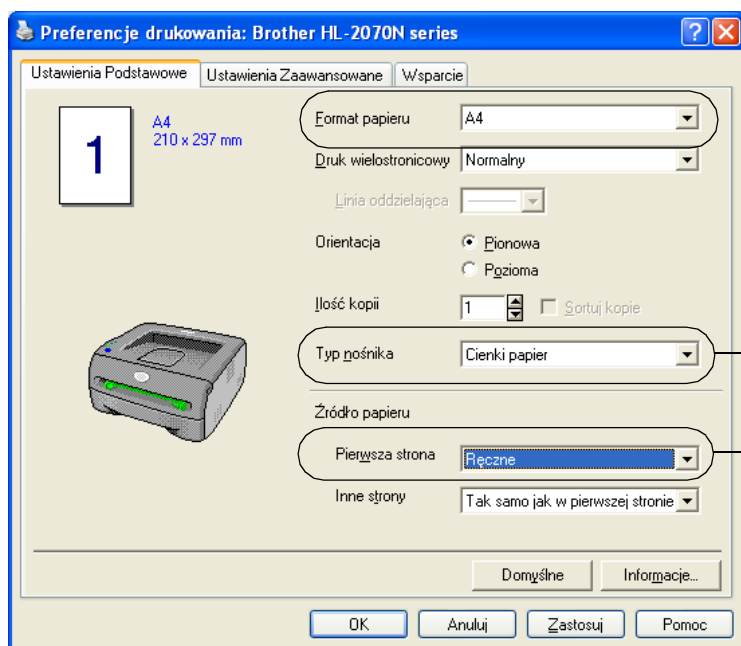 Preferencje drukowania: Brother HL-2070N series
Ustawienia Podstawowe Ustawienia Zaawansowane Wsparcie
1
A4
210 x 297 mm
Format papieru A4
Druk wielostronicowy Normalny
Linia oddzielająca
Orientacja Pionowa
Pozioma
Ilość kopii 1 Sortuj kopie
Typ nośnika Cienki papier
Źródło papieru
Pierwsza strona Ręczne
Inne strony Tak samo jak w pierwszej stronie
Domyślne Informacje...
OK Anuluj Zastosuj Pomoc